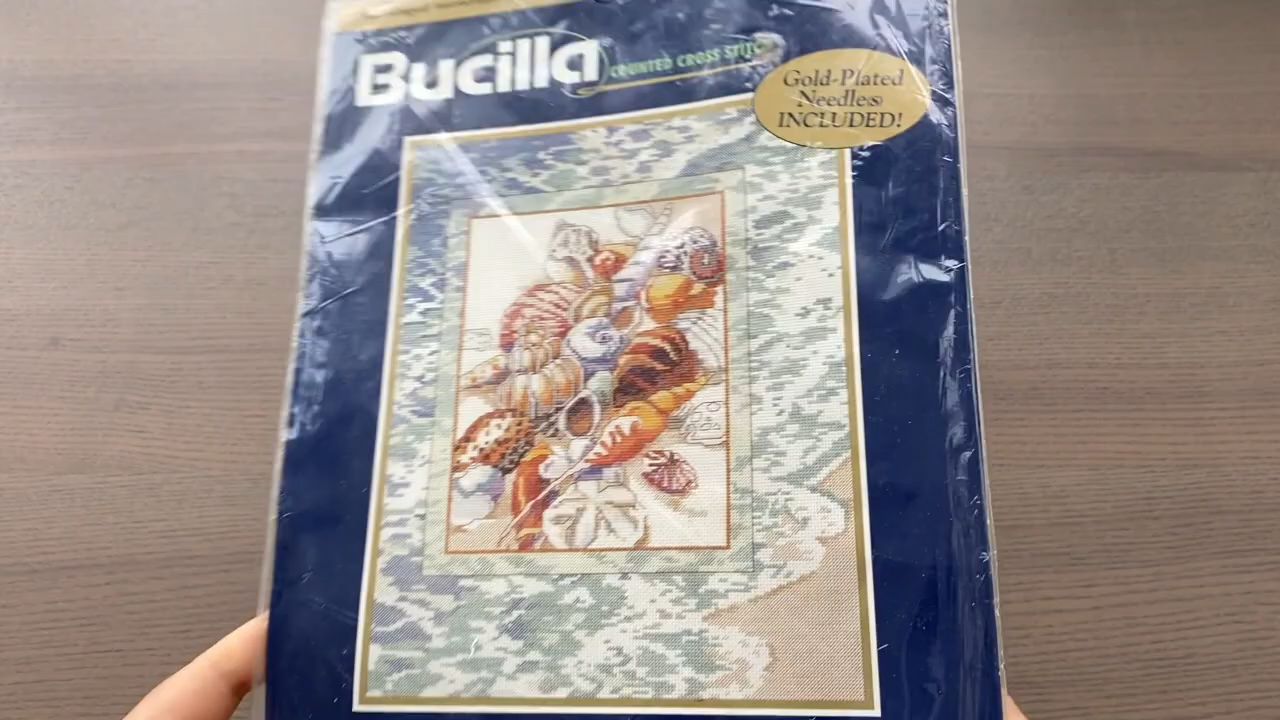 Bucilla
COUNTED CROSS STITCH
Gold-Plated
Needles
INCLUDED!